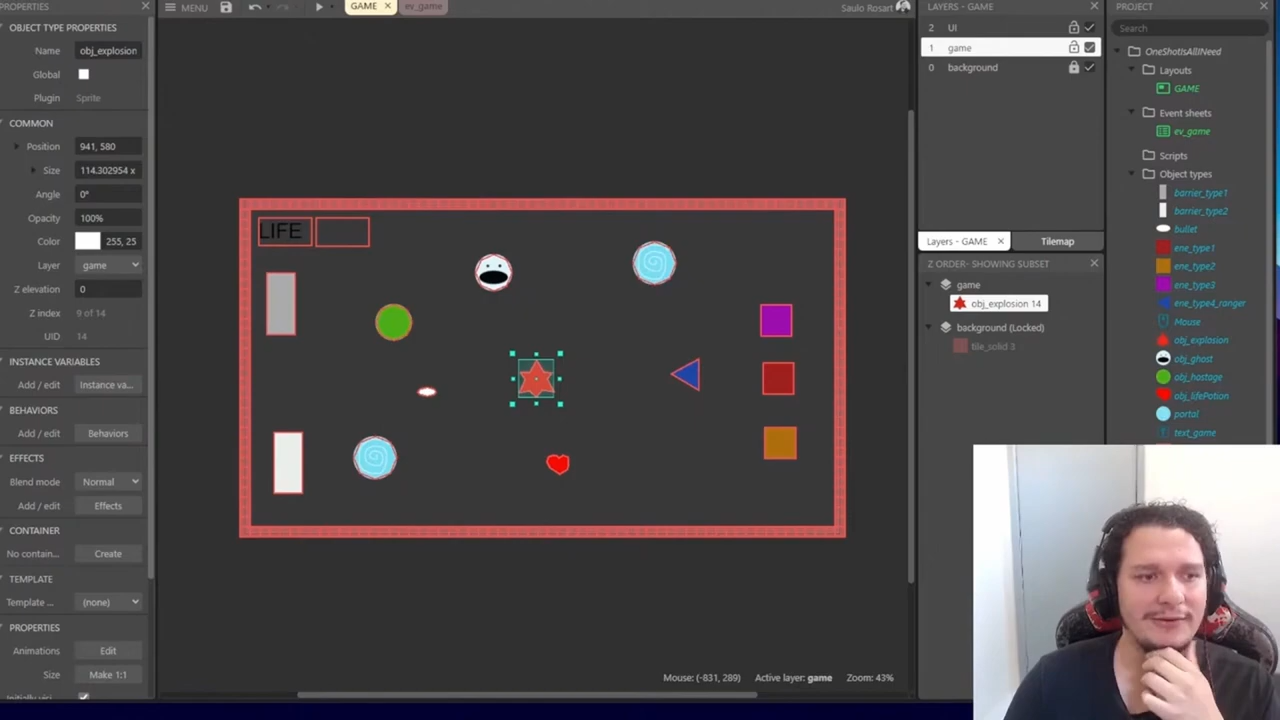 PROPERTIES
OBJECT TYPE PROPERTIES
Name obj_explosion
Global
Plugin Sprite
COMMON
Position 941, 580
Size 114.302954 x
Angle 0°
Opacity 100%
Color 255, 25
Layer game
Z elevation 0
Z index 9 of 14
UID 14
INSTANCE VARIABLES
Add / edit Instance va...
BEHAVIORS
Add / edit Behaviors
EFFECTS
Blend mode Normal
Add / edit Effects
CONTAINER
No contain... Create
TEMPLATE
Template ... (none)
PROPERTIES
Animations Edit
Size Make 1:1
Initially visi
MENU
GAME
ev_game
Saulo Rosart
LIFE
Mouse: (-831, 289) Active layer: game Zoom: 43%
LAYERS - GAME
2 UI
1 game
0 background
Layers - GAME
Tilemap
Z ORDER- SHOWING SUBSET
game
obj_explosion 14
background (Locked)
tile_solid 3
PROJECT
Search
OneShotIsAllINeed
Layouts
GAME
Event sheets
ev_game
Scripts
Object types
barrier_type1
barrier_type2
bullet
ene_type1
ene_type2
ene_type3
ene_type4_ranger
Mouse
obj_explosion
obj_ghost
obj_hostage
obj_lifePotion
portal
text_game